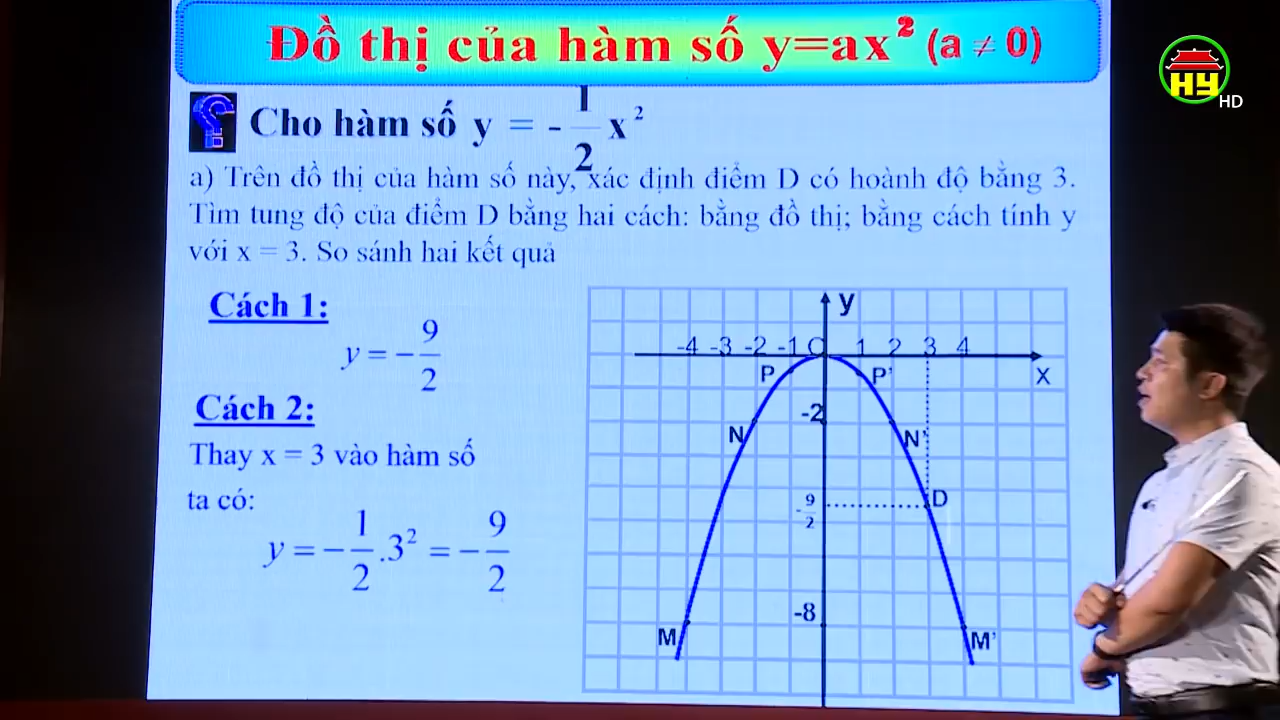 Đồ thị của hàm số y=ax² (a ≠ 0)
HY
HD
Cho hàm số y = - 1/2 x²
a) Trên đồ thị của hàm số này, xác định điểm D có hoành độ bằng 3.
Tìm tung độ của điểm D bằng hai cách: bằng đồ thị; bằng cách tính y
với x = 3. So sánh hai kết quả
Cách 1:
y = - 9/2
Cách 2:
Thay x = 3 vào hàm số
ta có:
y = - 1/2 .3² = - 9/2
y
-4 -3 -2 -1 O 1 2 3 4
x
P P'
-2
N N'
- 9/2 D
-8
M M'